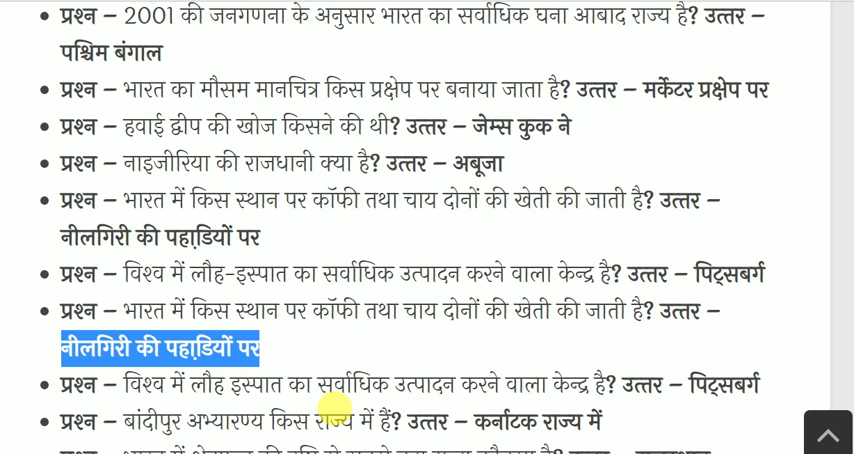 प्रश्न – 2001 की जनगणना के अनुसार भारत का सर्वाधिक घना आबाद राज्य है? उत्तर –
पश्चिम बंगाल
प्रश्न – भारत का मौसम मानचित्र किस प्रक्षेप पर बनाया जाता है? उत्तर – मर्केटर प्रक्षेप पर
प्रश्न – हवाई द्वीप की खोज किसने की थी? उत्तर – जेम्स कुक ने
प्रश्न – नाइजीरिया की राजधानी क्या है? उत्तर – अबूजा
प्रश्न – भारत में किस स्थान पर कॉफी तथा चाय दोनों की खेती की जाती है? उत्तर –
नीलगिरी की पहाडि़यों पर
प्रश्न – विश्व में लौह-इस्पात का सर्वाधिक उत्पादन करने वाला केन्द्र है? उत्तर – पिट्सबर्ग
प्रश्न – भारत में किस स्थान पर कॉफी तथा चाय दोनों की खेती की जाती है? उत्तर –
नीलगिरी की पहाडि़यों पर
प्रश्न – विश्व में लौह इस्पात का सर्वाधिक उत्पादन करने वाला केन्द्र है? उत्तर – पिट्सबर्ग
प्रश्न – बांदीपुर अभ्यारण्य किस राज्य में हैं? उत्तर – कर्नाटक राज्य में